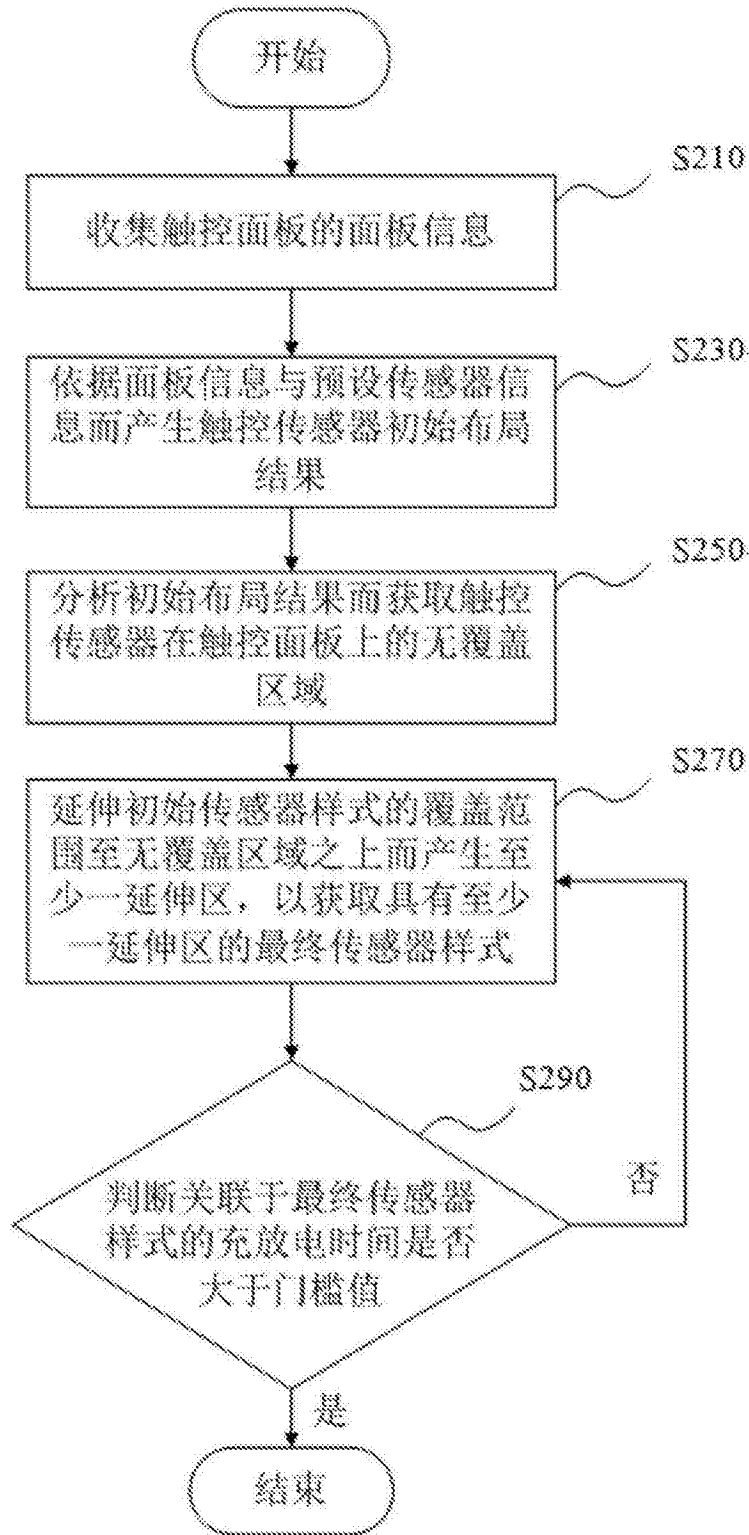 开始
S210
收集触控面板的面板信息
S230
依据面板信息与预设传感器信
息而产生触控传感器初始布局
结果
S250
分析初始布局结果而获取触控
传感器在触控面板上的无覆盖
区域
S270
延伸初始传感器样式的覆盖范
围至无覆盖区域之上而产生至
少一延伸区，以获取具有至少
一延伸区的最终传感器样式
S290
否
判断关联于最终传感器
样式的充放电时间是否
大于门槛值
是
结束